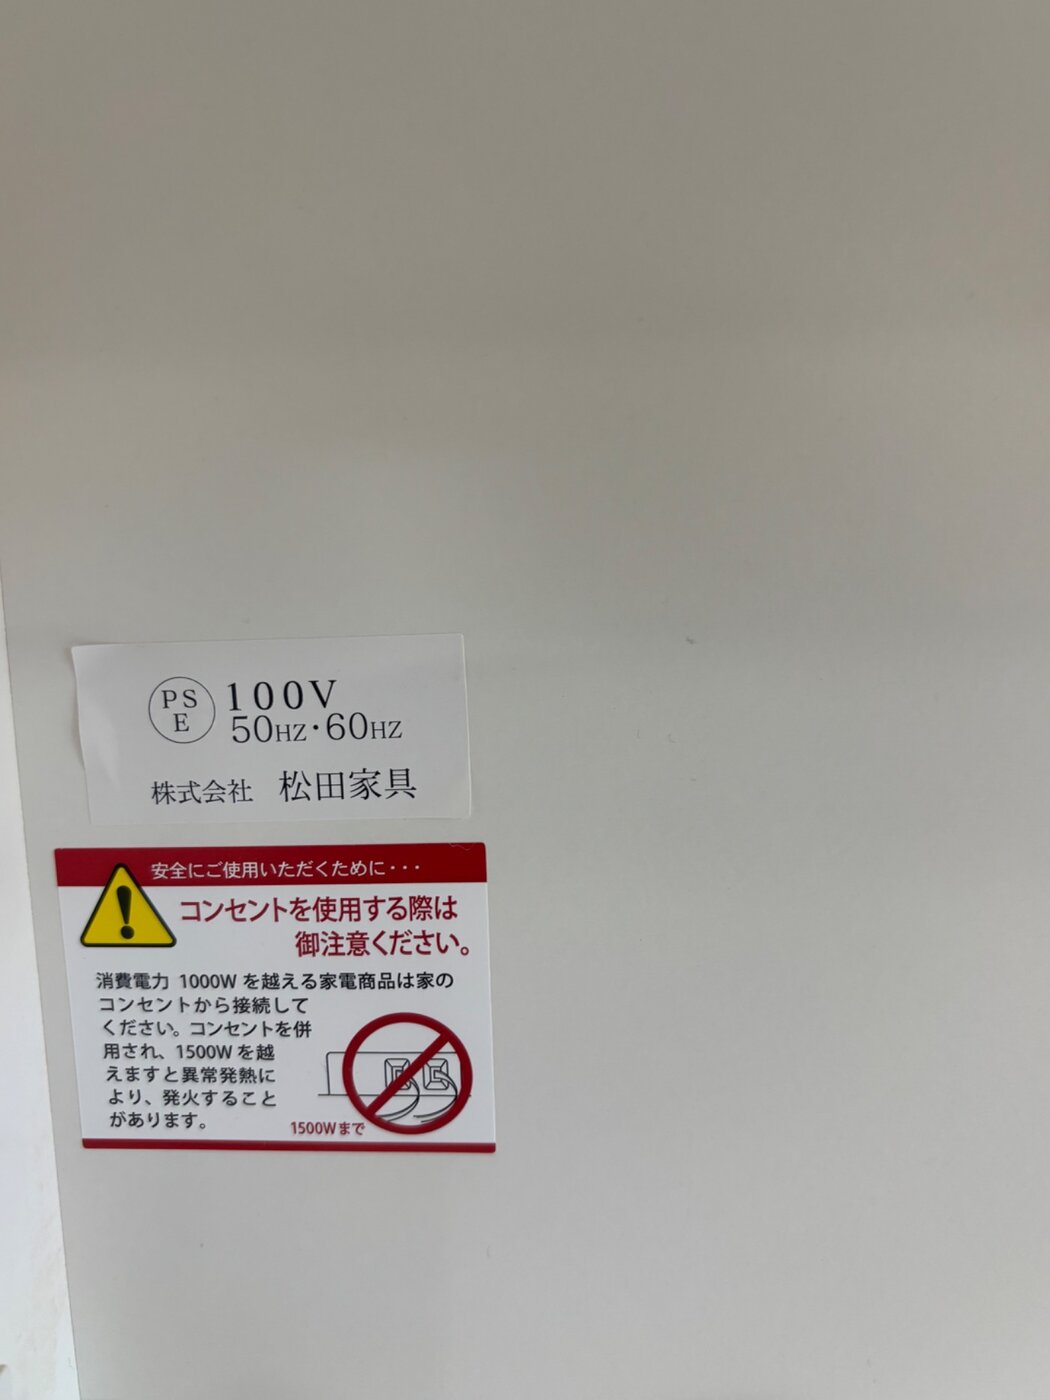 PS
E
100V
50HZ・60HZ
株式会社 松田家具
安全にご使用いただくために・・・
コンセントを使用する際は
御注意ください。
消費電力 1000W を越える家電商品は家の
コンセントから接続して
ください。コンセントを併
用され、1500W を越
えますと異常発熱に
より、発火すること
があります。
1500Wまで